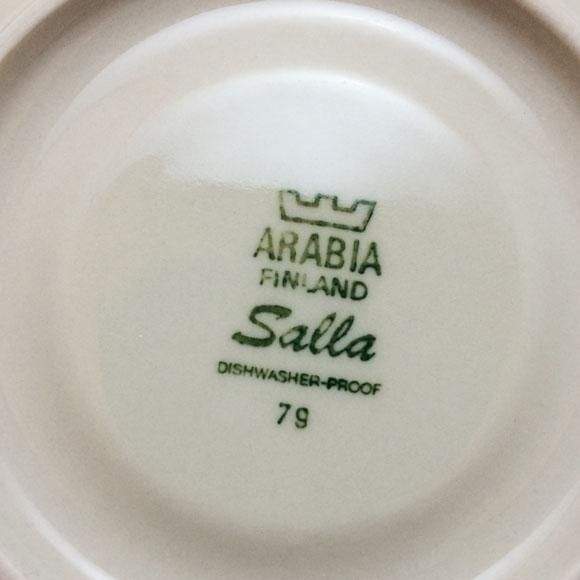 ARABIA
FINLAND
Salla
DISHWASHER-PROOF
79